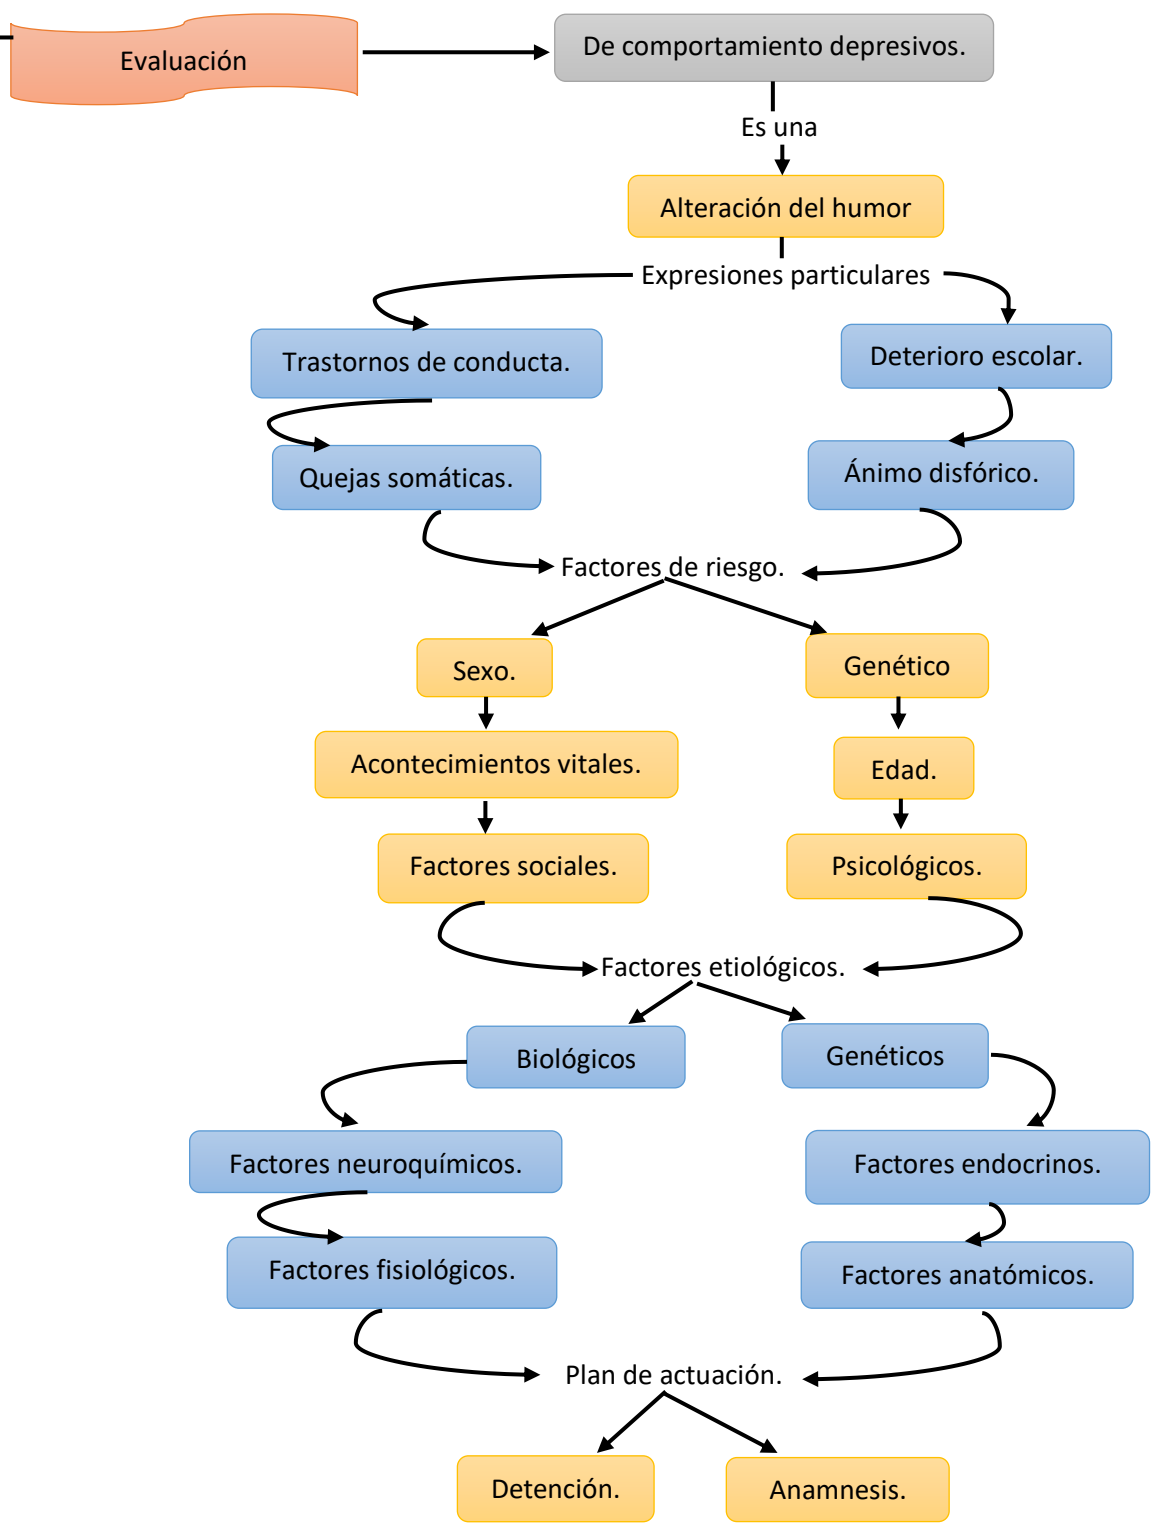 Evaluación
De comportamiento depresivos.
Es una
Alteración del humor
Expresiones particulares
Trastornos de conducta.
Deterioro escolar.
Quejas somáticas.
Ánimo disfórico.
Factores de riesgo.
Sexo.
Genético
Acontecimientos vitales.
Edad.
Factores sociales.
Psicológicos.
Factores etiológicos.
Biológicos
Genéticos
Factores neuroquímicos.
Factores endocrinos.
Factores fisiológicos.
Factores anatómicos.
Plan de actuación.
Detención.
Anamnesis.